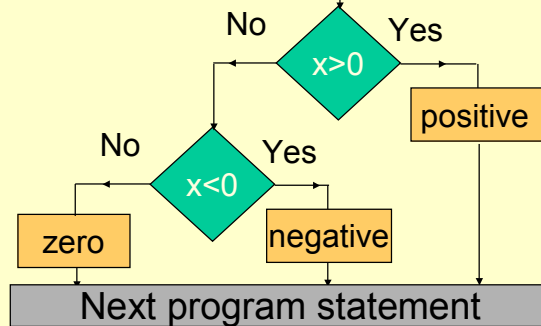 No
Yes
x>0
positive
No
Yes
x<0
zero
negative
Next program statement